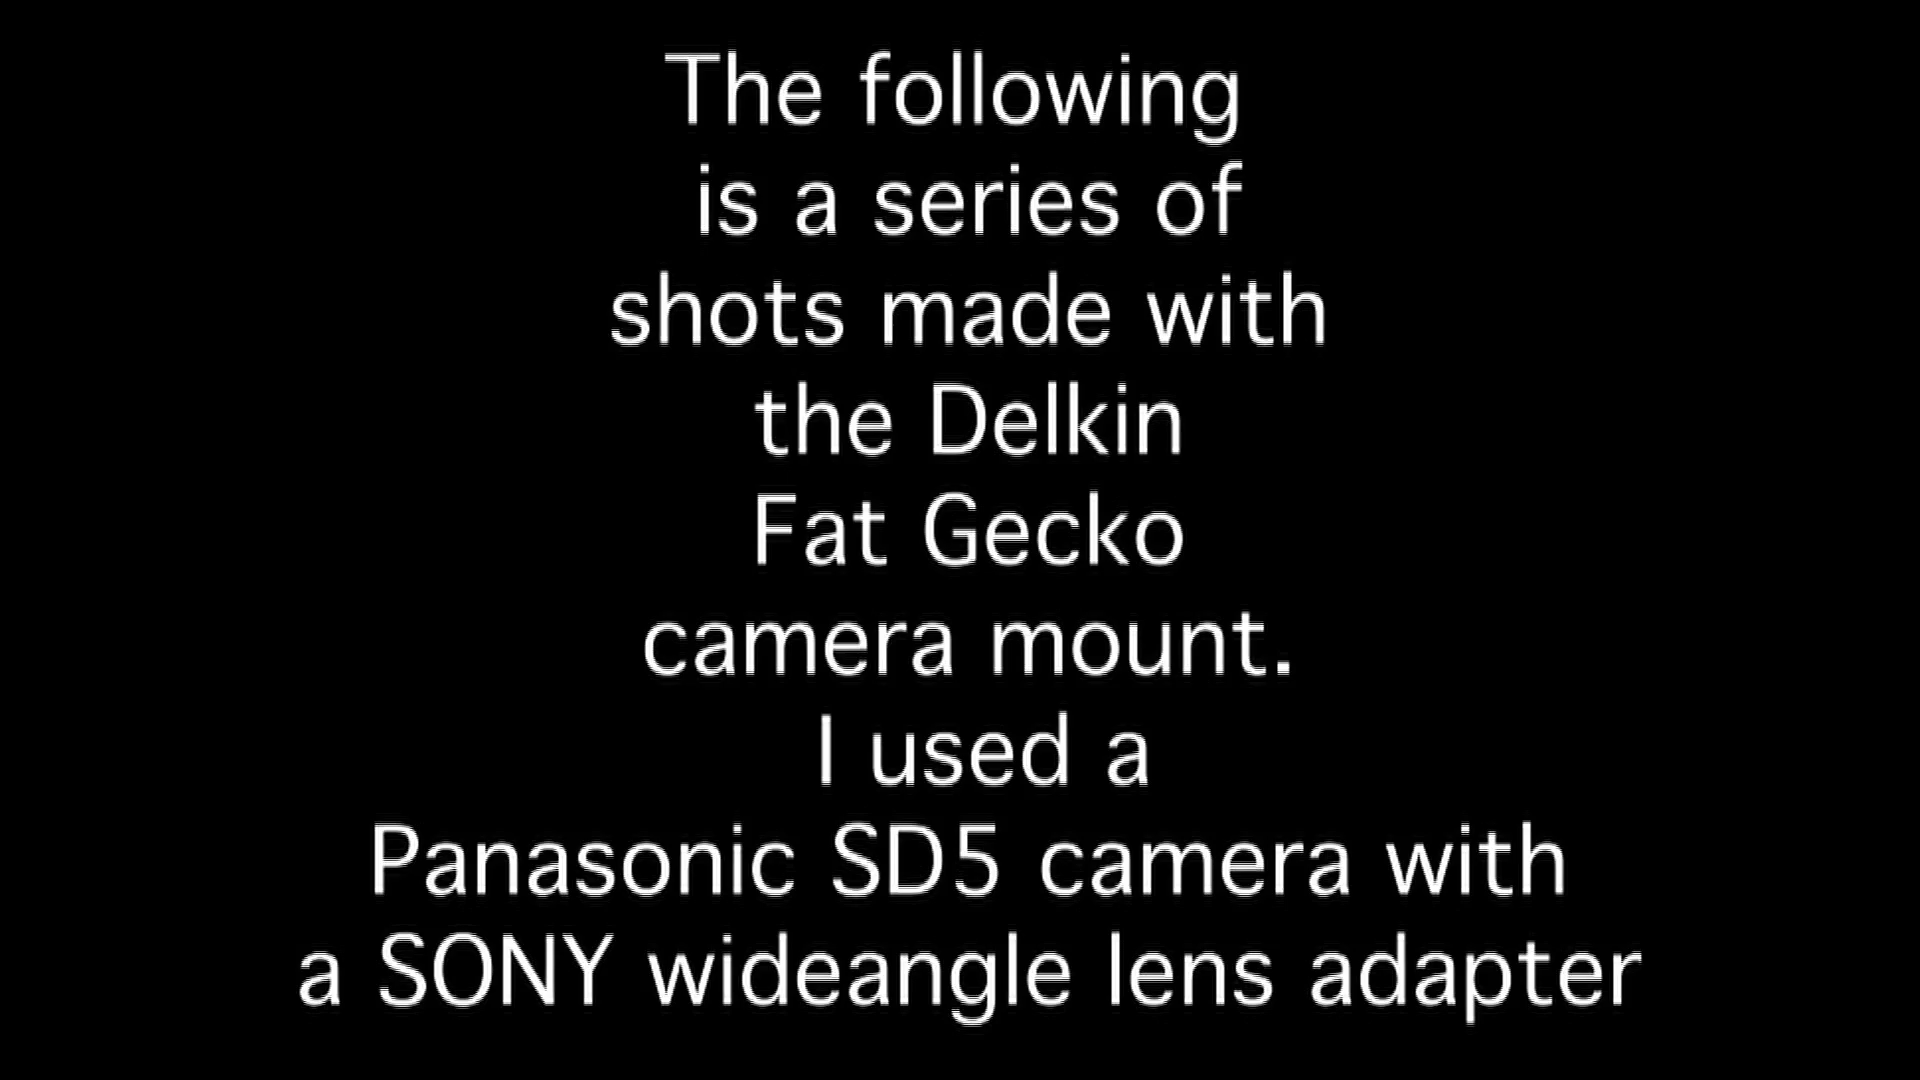 The following
is a series of
shots made with
the Delkin
Fat Gecko
camera mount.
I used a
Panasonic SD5 camera with
a SONY wideangle lens adapter